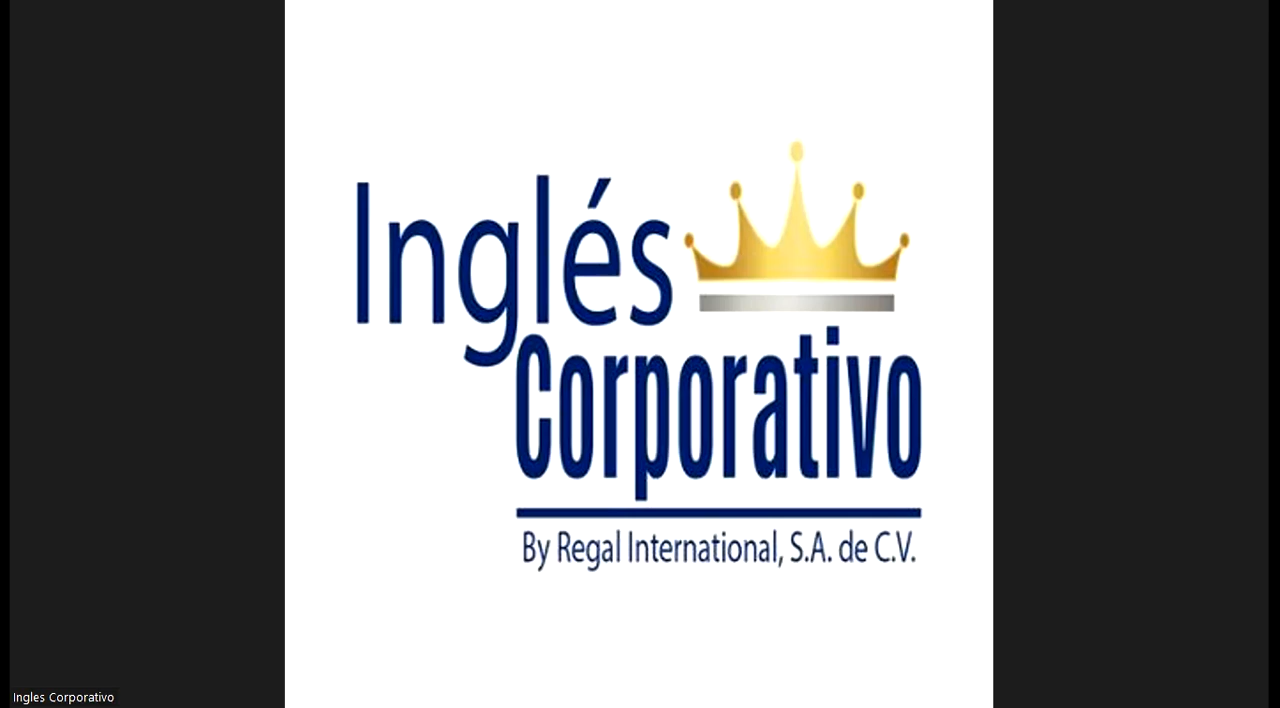 Inglés
Corporativo
By Regal International, S.A. de C.V.
Ingles Corporativo